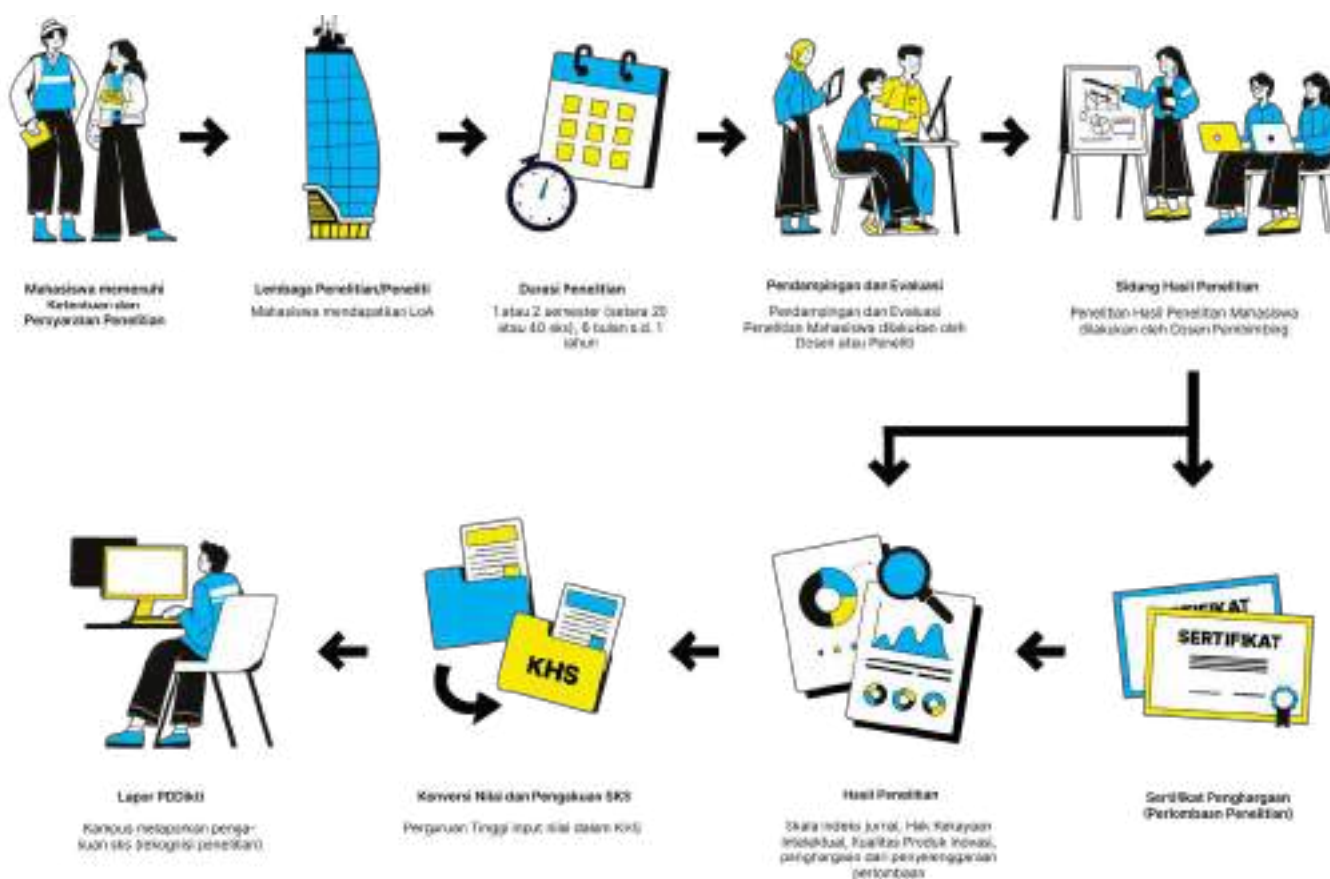 Mahasiswa memenuhi
Ketentuan dan
Persyaratan Penelitian
Lembaga Penelitian/Peneliti
Mahasiswa mendapatkan LoA
Durasi Penelitian
1 atau 2 semester (setara 20
atau 40 sks), 6 bulan s.d. 1
tahun
Pendampingan dan Evaluasi
Pendampingan dan Evaluasi
Penelitian Mahasiswa dilakukan oleh
Dosen atau Peneliti
Sidang Hasil Penelitian
Penelitian Hasil Penelitian Mahasiswa
dilakukan oleh Dosen Pembimbing
SERTIFIKAT
SERTIFIKAT
KHS
Lapor PDDikti
Kampus melaporkan penga-
kuan sks (rekognisi penelitian)
Konversi Nilai dan Pengakuan SKS
Perguruan Tinggi input nilai dalam KHS
Hasil Penelitian
Skala indeks jurnal, Hak Kekayaan
Intelektual, Kualitas Produk Inovasi,
penghargaan dari penyelenggaraan
perlombaan
Sertifikat Penghargaan
(Perlombaan Penelitian)